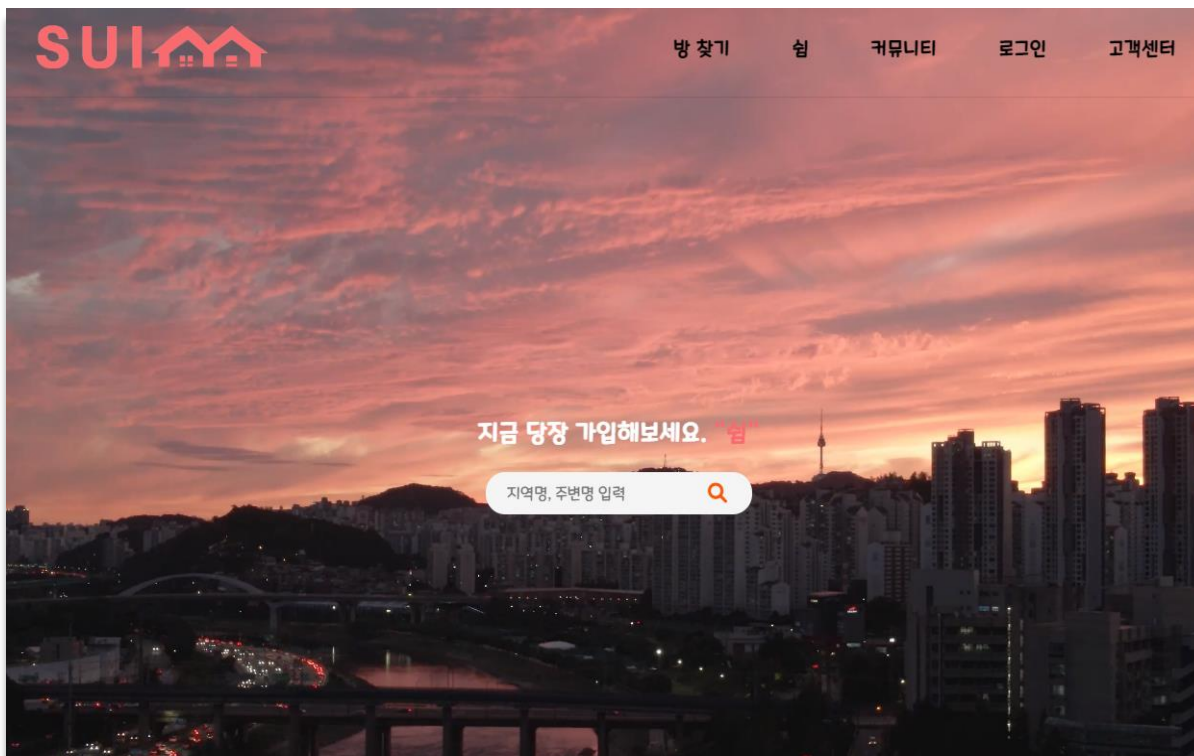 SUIM
방 찾기 쉼 커뮤니티 로그인 고객센터
지금 당장 가입해보세요. "쉼"
지역명, 주변명 입력